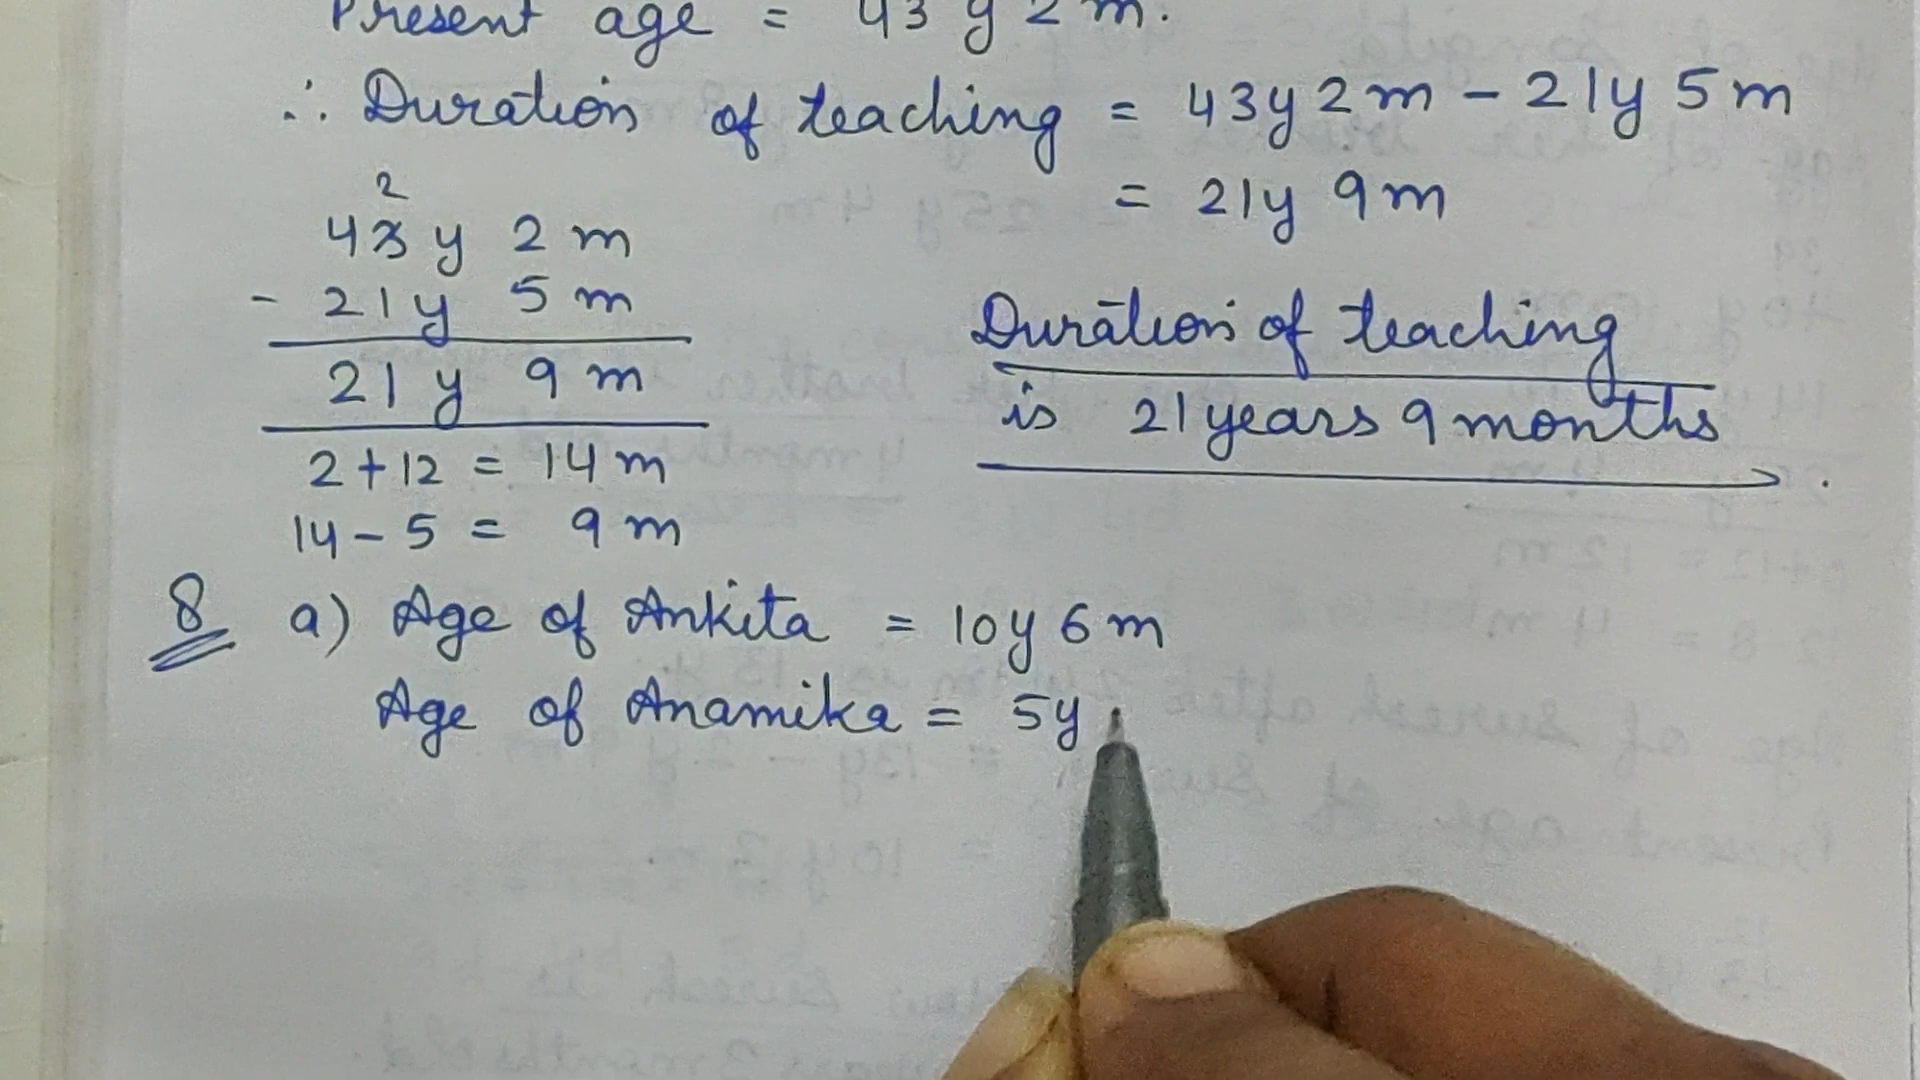 Present age = 43 y 2 m.
∴ Duration of teaching = 43y 2m - 21y 5m
= 21y 9m
2
43 y 2 m
- 21y 5m
21 y 9 m
2+12 = 14 m
14 - 5 = 9 m
Duration of teaching
is 21 years 9 months
8 a) Age of Ankita = 10y 6m
Age of Anamika = 5y